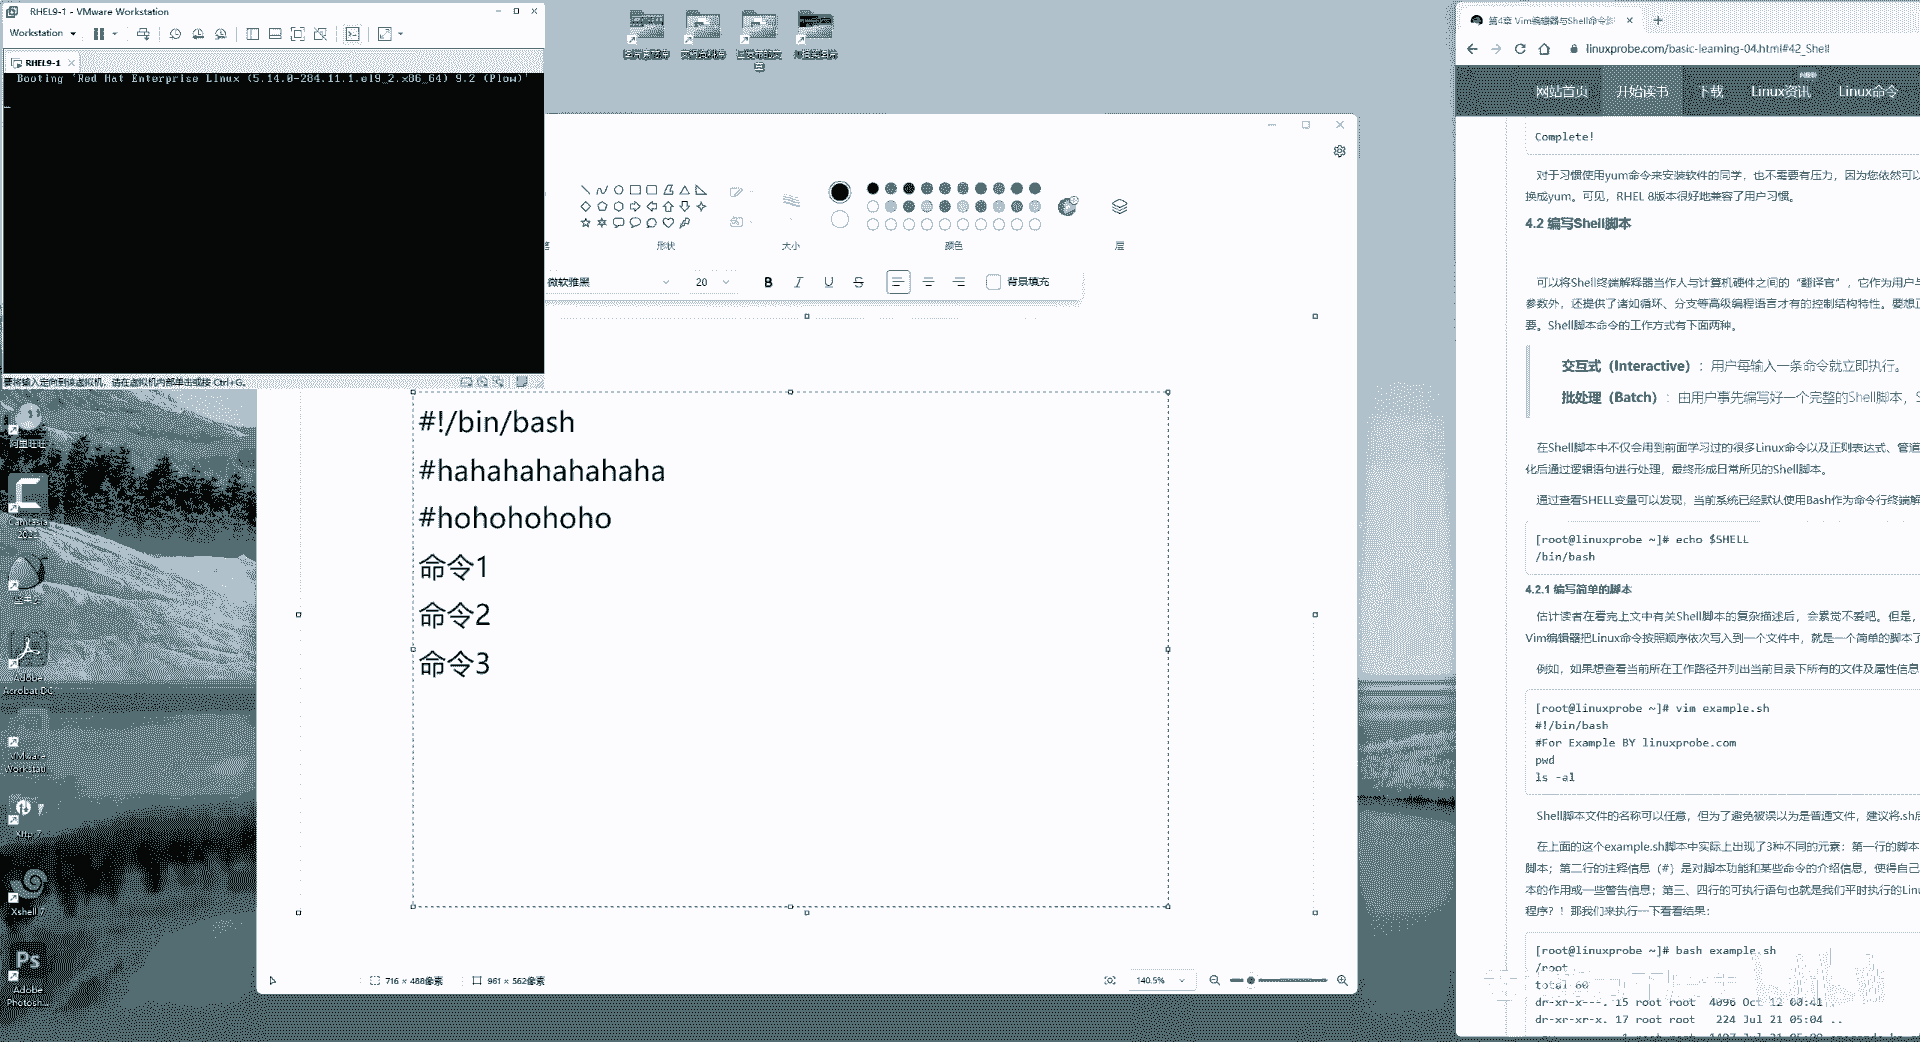 RHEL9-1 - VMware Workstation
Workstation
RHEL9-1
Booting `Red Hat Enterprise Linux (5.14.0-284.11.1.el9_2.x86_64) 9.2 (Plow)'
要将输入定向到该虚拟机，请在虚拟机内部单击或按 Ctrl+G。
形状
大小
颜色
层
微软雅黑
20
B
I
U
S
背景填充
#!/bin/bash
#hahahahahahaha
#hohohohoho
命令1
命令2
命令3
716 × 488像素
961 × 562像素
140.5%
Camtasia
Adobe
Acrobat DC
VMware
Workstati...
Xftp 7
Xshell 7
Ps
Adobe
Photosh...
第4章 Vim编辑器与Shell命令
linuxprobe.com/basic-learning-04.html#42_Shell
网站首页
开始读书
下载
Linux资讯
Linux命令
Complete!
对于习惯使用yum命令来安装软件的同学，也不需要有压力，因为您依然可以
换成yum。可见，RHEL 8版本很好地兼容了用户习惯。
4.2 编写Shell脚本
可以将Shell终端解释器当作人与计算机硬件之间的“翻译官”，它作为用户与
参数外，还提供了诸如循环、分支等高级编程语言才有的控制结构特性。要想正
要。Shell脚本命令的工作方式有下面两种。
交互式（Interactive）：用户每输入一条命令就立即执行。
批处理（Batch）：由用户事先编写好一个完整的Shell脚本，S
在Shell脚本中不仅会用到前面学习过的很多Linux命令以及正则表达式、管道
化后通过逻辑语句进行处理，最终形成日常所见的Shell脚本。
通过查看SHELL变量可以发现，当前系统已经默认使用Bash作为命令行终端解
[root@linuxprobe ~]# echo $SHELL
/bin/bash
4.2.1 编写简单的脚本
估计读者在看完上文中有关Shell脚本的复杂描述后，会累觉不爱吧。但是，
Vim编辑器把Linux命令按照顺序依次写入到一个文件中，就是一个简单的脚本了
例如，如果想查看当前所在工作路径并列出当前目录下所有的文件及属性信息
[root@linuxprobe ~]# vim example.sh
#!/bin/bash
#For Example BY linuxprobe.com
pwd
ls -al
Shell脚本文件的名称可以任意，但为了避免被误以为是普通文件，建议将.sh后
在上面的这个example.sh脚本中实际上出现了3种不同的元素：第一行的脚本
脚本；第二行的注释信息（#）是对脚本功能和某些命令的介绍信息，使得自己
本的作用或一些警告信息；第三、四行的可执行语句也就是我们平时执行的Linu
程序？！那我们来执行一下看看结果：
[root@linuxprobe ~]# bash example.sh
/root
total 60
dr-xr-x---. 15 root root 4096 Oct 12 00:41 .
dr-xr-xr-x. 17 root root 224 Jul 21 05:04 ..